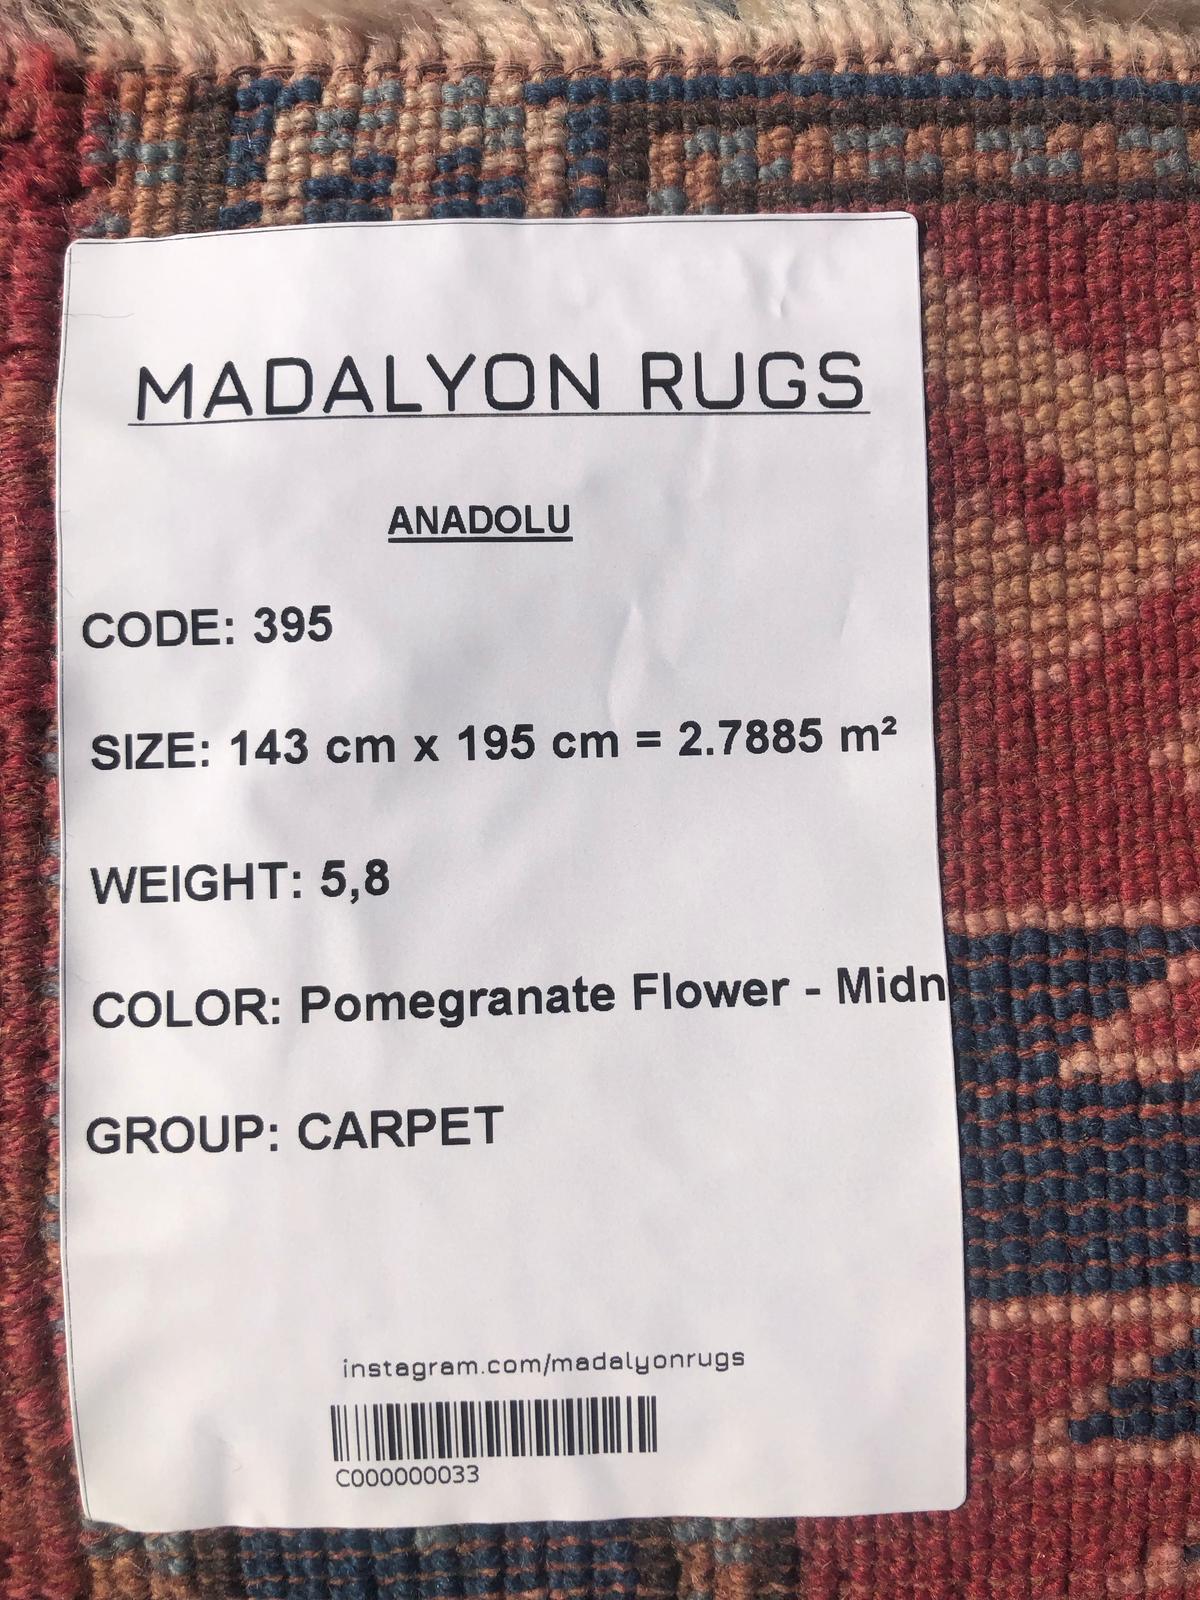 MADALYON RUGS
ANADOLU
CODE: 395
SIZE: 143 cm x 195 cm = 2.7885 m²
WEIGHT: 5,8
COLOR: Pomegranate Flower - Midn
GROUP: CARPET
instagram.com/madalyonrugs
C000000033